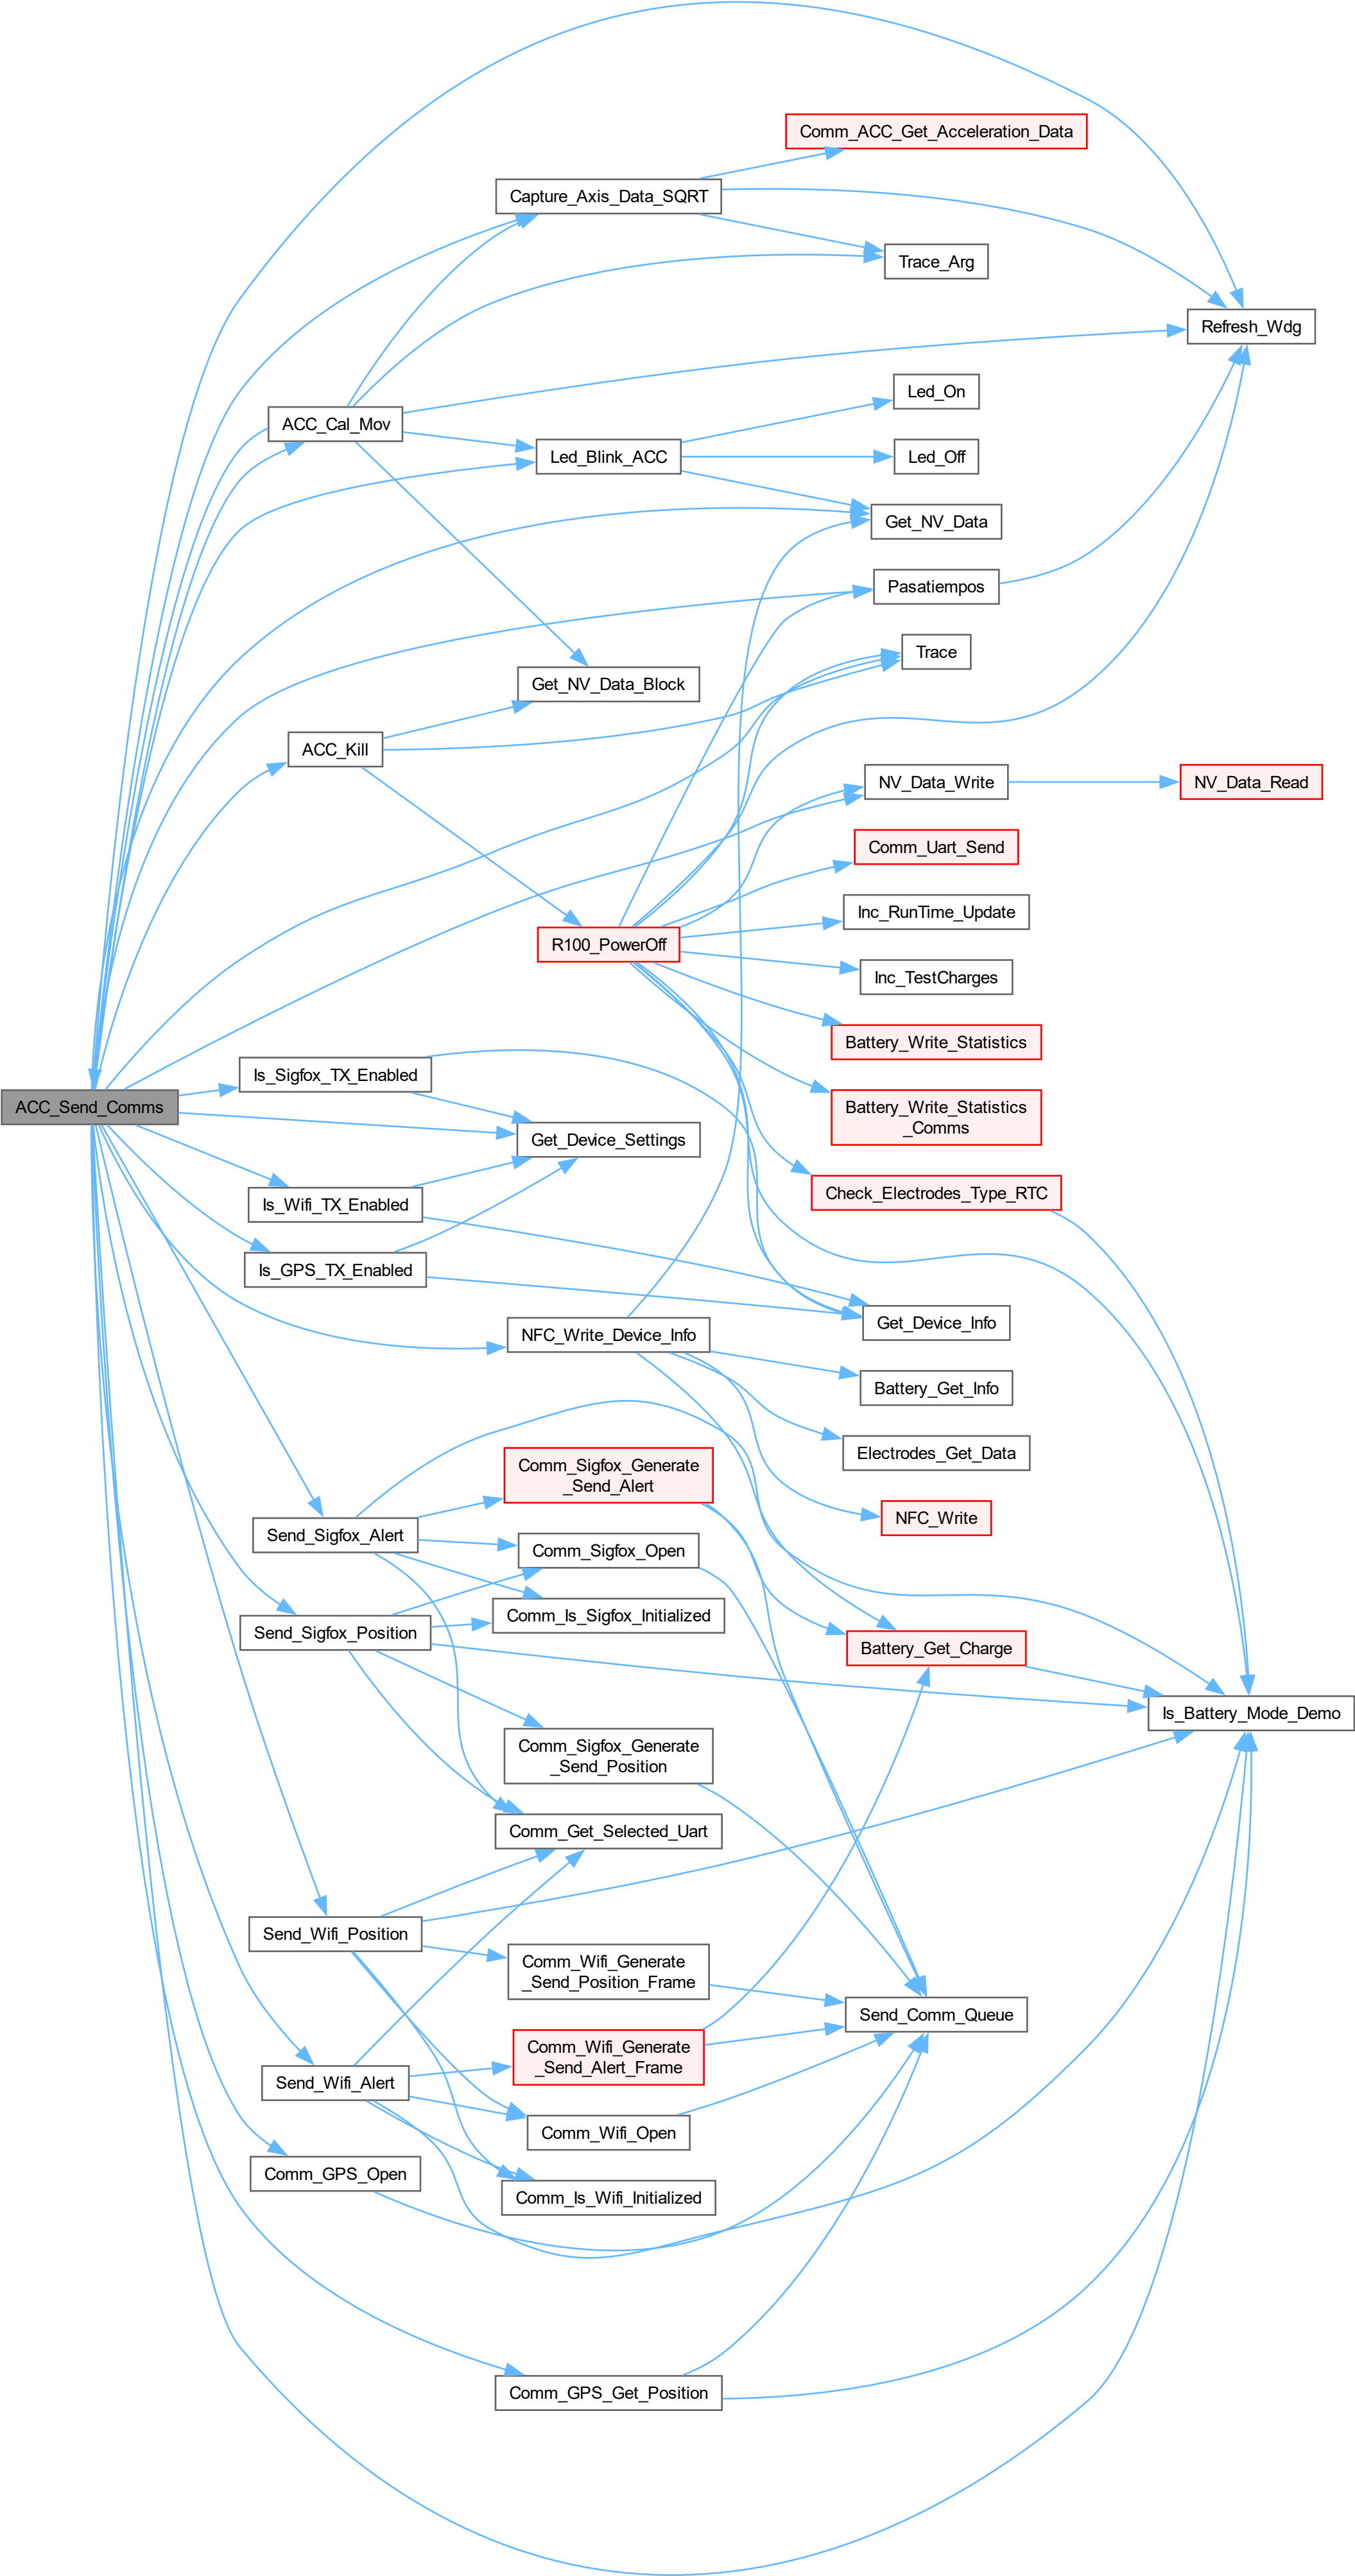 Comm_ACC_Get_Acceleration_Data
Capture_Axis_Data_SQRT
Trace_Arg
Refresh_Wdg
Led_On
ACC_Cal_Mov
Led_Blink_ACC
Led_Off
Get_NV_Data
Pasatiempos
Trace
Get_NV_Data_Block
ACC_Kill
NV_Data_Write
NV_Data_Read
Comm_Uart_Send
Inc_RunTime_Update
R100_PowerOff
Inc_TestCharges
Battery_Write_Statistics
Is_Sigfox_TX_Enabled
Battery_Write_Statistics
_Comms
ACC_Send_Comms
Get_Device_Settings
Check_Electrodes_Type_RTC
Is_Wifi_TX_Enabled
Is_GPS_TX_Enabled
Get_Device_Info
NFC_Write_Device_Info
Battery_Get_Info
Electrodes_Get_Data
Comm_Sigfox_Generate
_Send_Alert
NFC_Write
Send_Sigfox_Alert
Comm_Sigfox_Open
Comm_Is_Sigfox_Initialized
Send_Sigfox_Position
Battery_Get_Charge
Is_Battery_Mode_Demo
Comm_Sigfox_Generate
_Send_Position
Comm_Get_Selected_Uart
Send_Wifi_Position
Comm_Wifi_Generate
_Send_Position_Frame
Send_Comm_Queue
Comm_Wifi_Generate
_Send_Alert_Frame
Send_Wifi_Alert
Comm_Wifi_Open
Comm_GPS_Open
Comm_Is_Wifi_Initialized
Comm_GPS_Get_Position